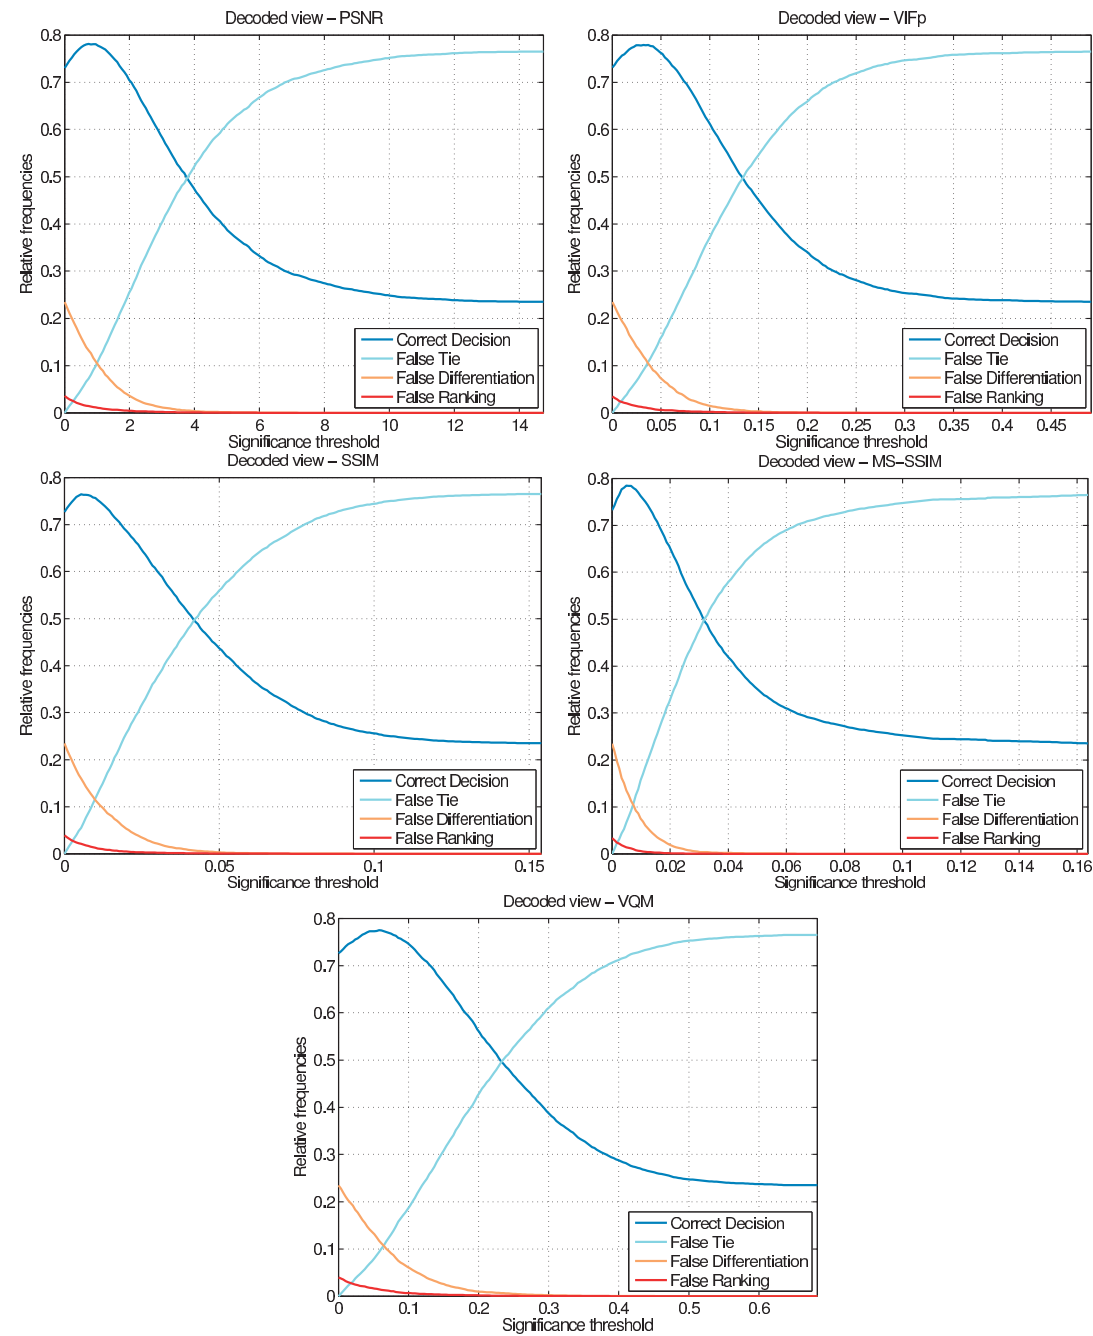 Decoded view – PSNR
0.8
0.7
0.6
0.5
0.4
0.3
0.2
0.1
0
Relative frequencies
Correct Decision
False Tie
False Differentiation
False Ranking
0 2 4 6 8 10 12 14
Significance threshold
Decoded view – VIFp
0.8
0.7
0.6
0.5
0.4
0.3
0.2
0.1
0
Relative frequencies
Correct Decision
False Tie
False Differentiation
False Ranking
0 0.05 0.1 0.15 0.2 0.25 0.3 0.35 0.4 0.45
Significance threshold
Decoded view – SSIM
0.8
0.7
0.6
0.5
0.4
0.3
0.2
0.1
0
Relative frequencies
Correct Decision
False Tie
False Differentiation
False Ranking
0 0.05 0.1 0.15
Significance threshold
Decoded view – MS–SSIM
0.8
0.7
0.6
0.5
0.4
0.3
0.2
0.1
0
Relative frequencies
Correct Decision
False Tie
False Differentiation
False Ranking
0 0.02 0.04 0.06 0.08 0.1 0.12 0.14 0.16
Significance threshold
Decoded view – VQM
0.8
0.7
0.6
0.5
0.4
0.3
0.2
0.1
0
Relative frequencies
Correct Decision
False Tie
False Differentiation
False Ranking
0 0.1 0.2 0.3 0.4 0.5 0.6
Significance threshold